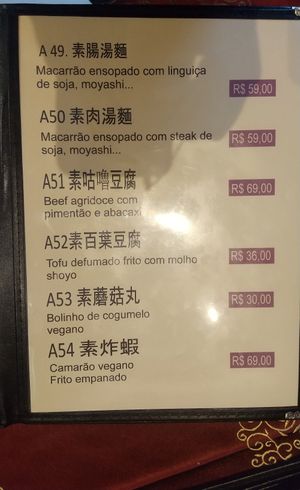 A 49. 素腸湯麵
Macarrão ensopado com linguiça
de soja, moyashi...
R$ 59,00
A50 素肉湯麵
Macarrão ensopado com steak de
soja, moyashi...
R$ 59,00
A51 素咕嚕豆腐
Beef agridoce com
pimentão e abacaxi
R$ 69,00
A52素百葉豆腐
Tofu defumado frito com molho
shoyo
R$ 36,00
A53 素蘑菇丸
Bolinho de cogumelo
vegano
R$ 30,00
A54 素炸蝦
Camarão vegano
Frito empanado
R$ 69,00